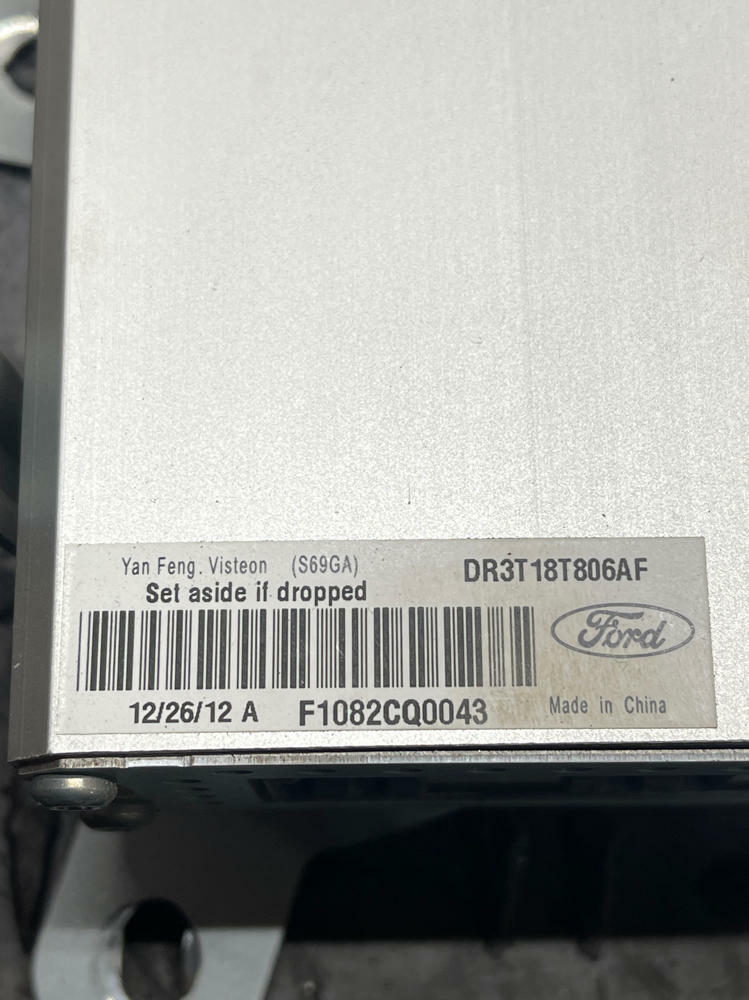 Yan Feng. Visteon (S69GA) DR3T18T806AF
Set aside if dropped
Ford
12/26/12 A F1082CQ0043 Made in China